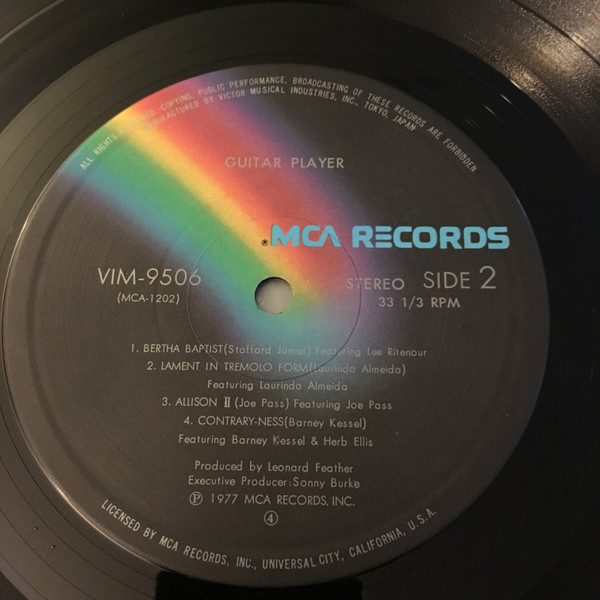 ALL RIGHTS COPYING, PUBLIC PERFORMANCE, BROADCASTING OF THESE RECORDS ARE FORBIDDEN
MANUFACTURED BY VICTOR MUSICAL INDUSTRIES, INC., TOKYO, JAPAN
GUITAR PLAYER
®MCA RECORDS
VIM-9506
(MCA-1202)
STEREO SIDE 2
33 1/3 RPM
1. BERTHA BAPTIST(Stafford James) Featuring Lee Ritenour
2. LAMENT IN TREMOLO FORM(Laurindo Almeida)
Featuring Laurindo Almeida
3. ALLISON II (Joe Pass) Featuring Joe Pass
4. CONTRARY-NESS(Barney Kessel)
Featuring Barney Kessel & Herb Ellis
Produced by Leonard Feather
Executive Producer:Sonny Burke
Ⓟ 1977 MCA RECORDS, INC.
④
LICENSED BY MCA RECORDS, INC., UNIVERSAL CITY, CALIFORNIA, U.S.A.